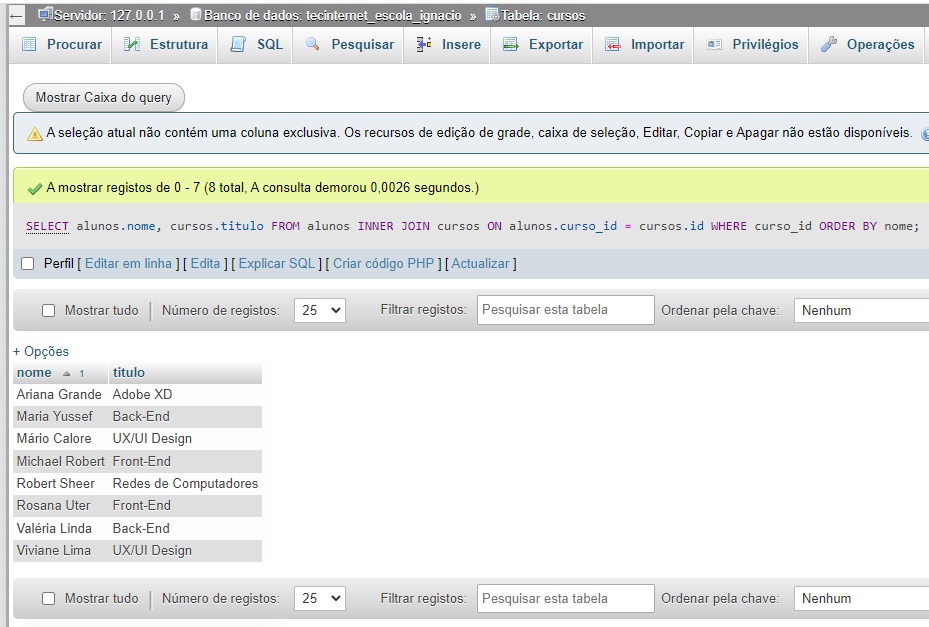 Servidor: 127.0.0.1 » Banco de dados: tecinternet_escola_ignacio » Tabela: cursos
Procurar Estrutura SQL Pesquisar Insere Exportar Importar Privilégios Operações
Mostrar Caixa do query
A seleção atual não contém uma coluna exclusiva. Os recursos de edição de grade, caixa de seleção, Editar, Copiar e Apagar não estão disponíveis.
A mostrar registos de 0 - 7 (8 total, A consulta demorou 0,0026 segundos.)
SELECT alunos.nome, cursos.titulo FROM alunos INNER JOIN cursos ON alunos.curso_id = cursos.id WHERE curso_id ORDER BY nome;
Perfil [ Editar em linha ] [ Edita ] [ Explicar SQL ] [ Criar código PHP ] [ Actualizar ]
Mostrar tudo | Número de registos: 25 Filtrar registos: Pesquisar esta tabela Ordenar pela chave: Nenhum
+ Opções
nome 1 titulo
Ariana Grande Adobe XD
Maria Yussef Back-End
Mário Calore UX/UI Design
Michael Robert Front-End
Robert Sheer Redes de Computadores
Rosana Uter Front-End
Valéria Linda Back-End
Viviane Lima UX/UI Design
Mostrar tudo | Número de registos: 25 Filtrar registos: Pesquisar esta tabela Ordenar pela chave: Nenhum